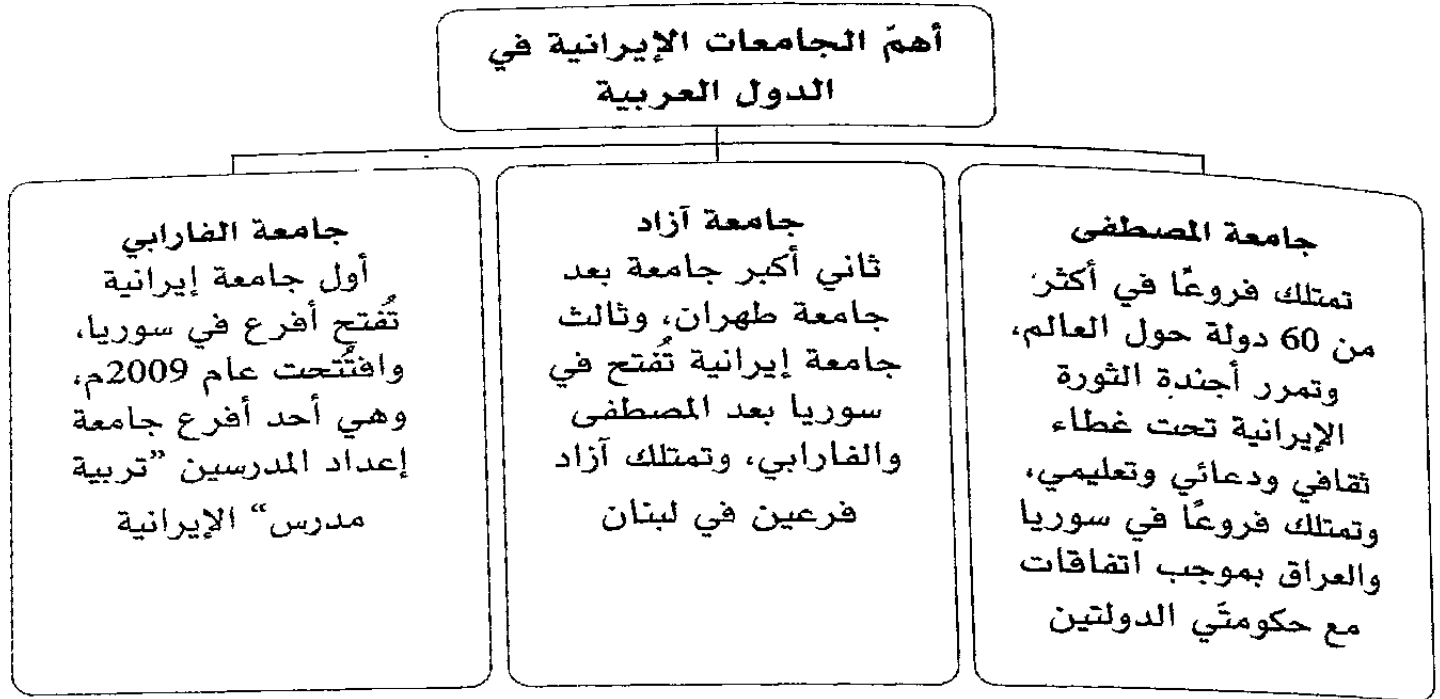 أهمّ الجامعات الإيرانية في
الدول العربية
جامعة المصطفى
تمتلك فروعًا في أكثر
من 60 دولة حول العالم،
وتمرر أجندة الثورة
الإيرانية تحت غطاء
ثقافي ودعائي وتعليمي،
وتمتلك فروعًا في سوريا
والعراق بموجب اتفاقات
مع حكومتَي الدولتين
جامعة آزاد
ثاني أكبر جامعة بعد
جامعة طهران، وثالث
جامعة إيرانية تُفتح في
سوريا بعد المصطفى
والفارابي، وتمتلك آزاد
فرعين في لبنان
جامعة الفارابي
أول جامعة إيرانية
تُفتح أفرع في سوريا،
وافتُتحت عام 2009م،
وهي أحد أفرع جامعة
إعداد المدرسين ”تربية
مدرس“ الإيرانية